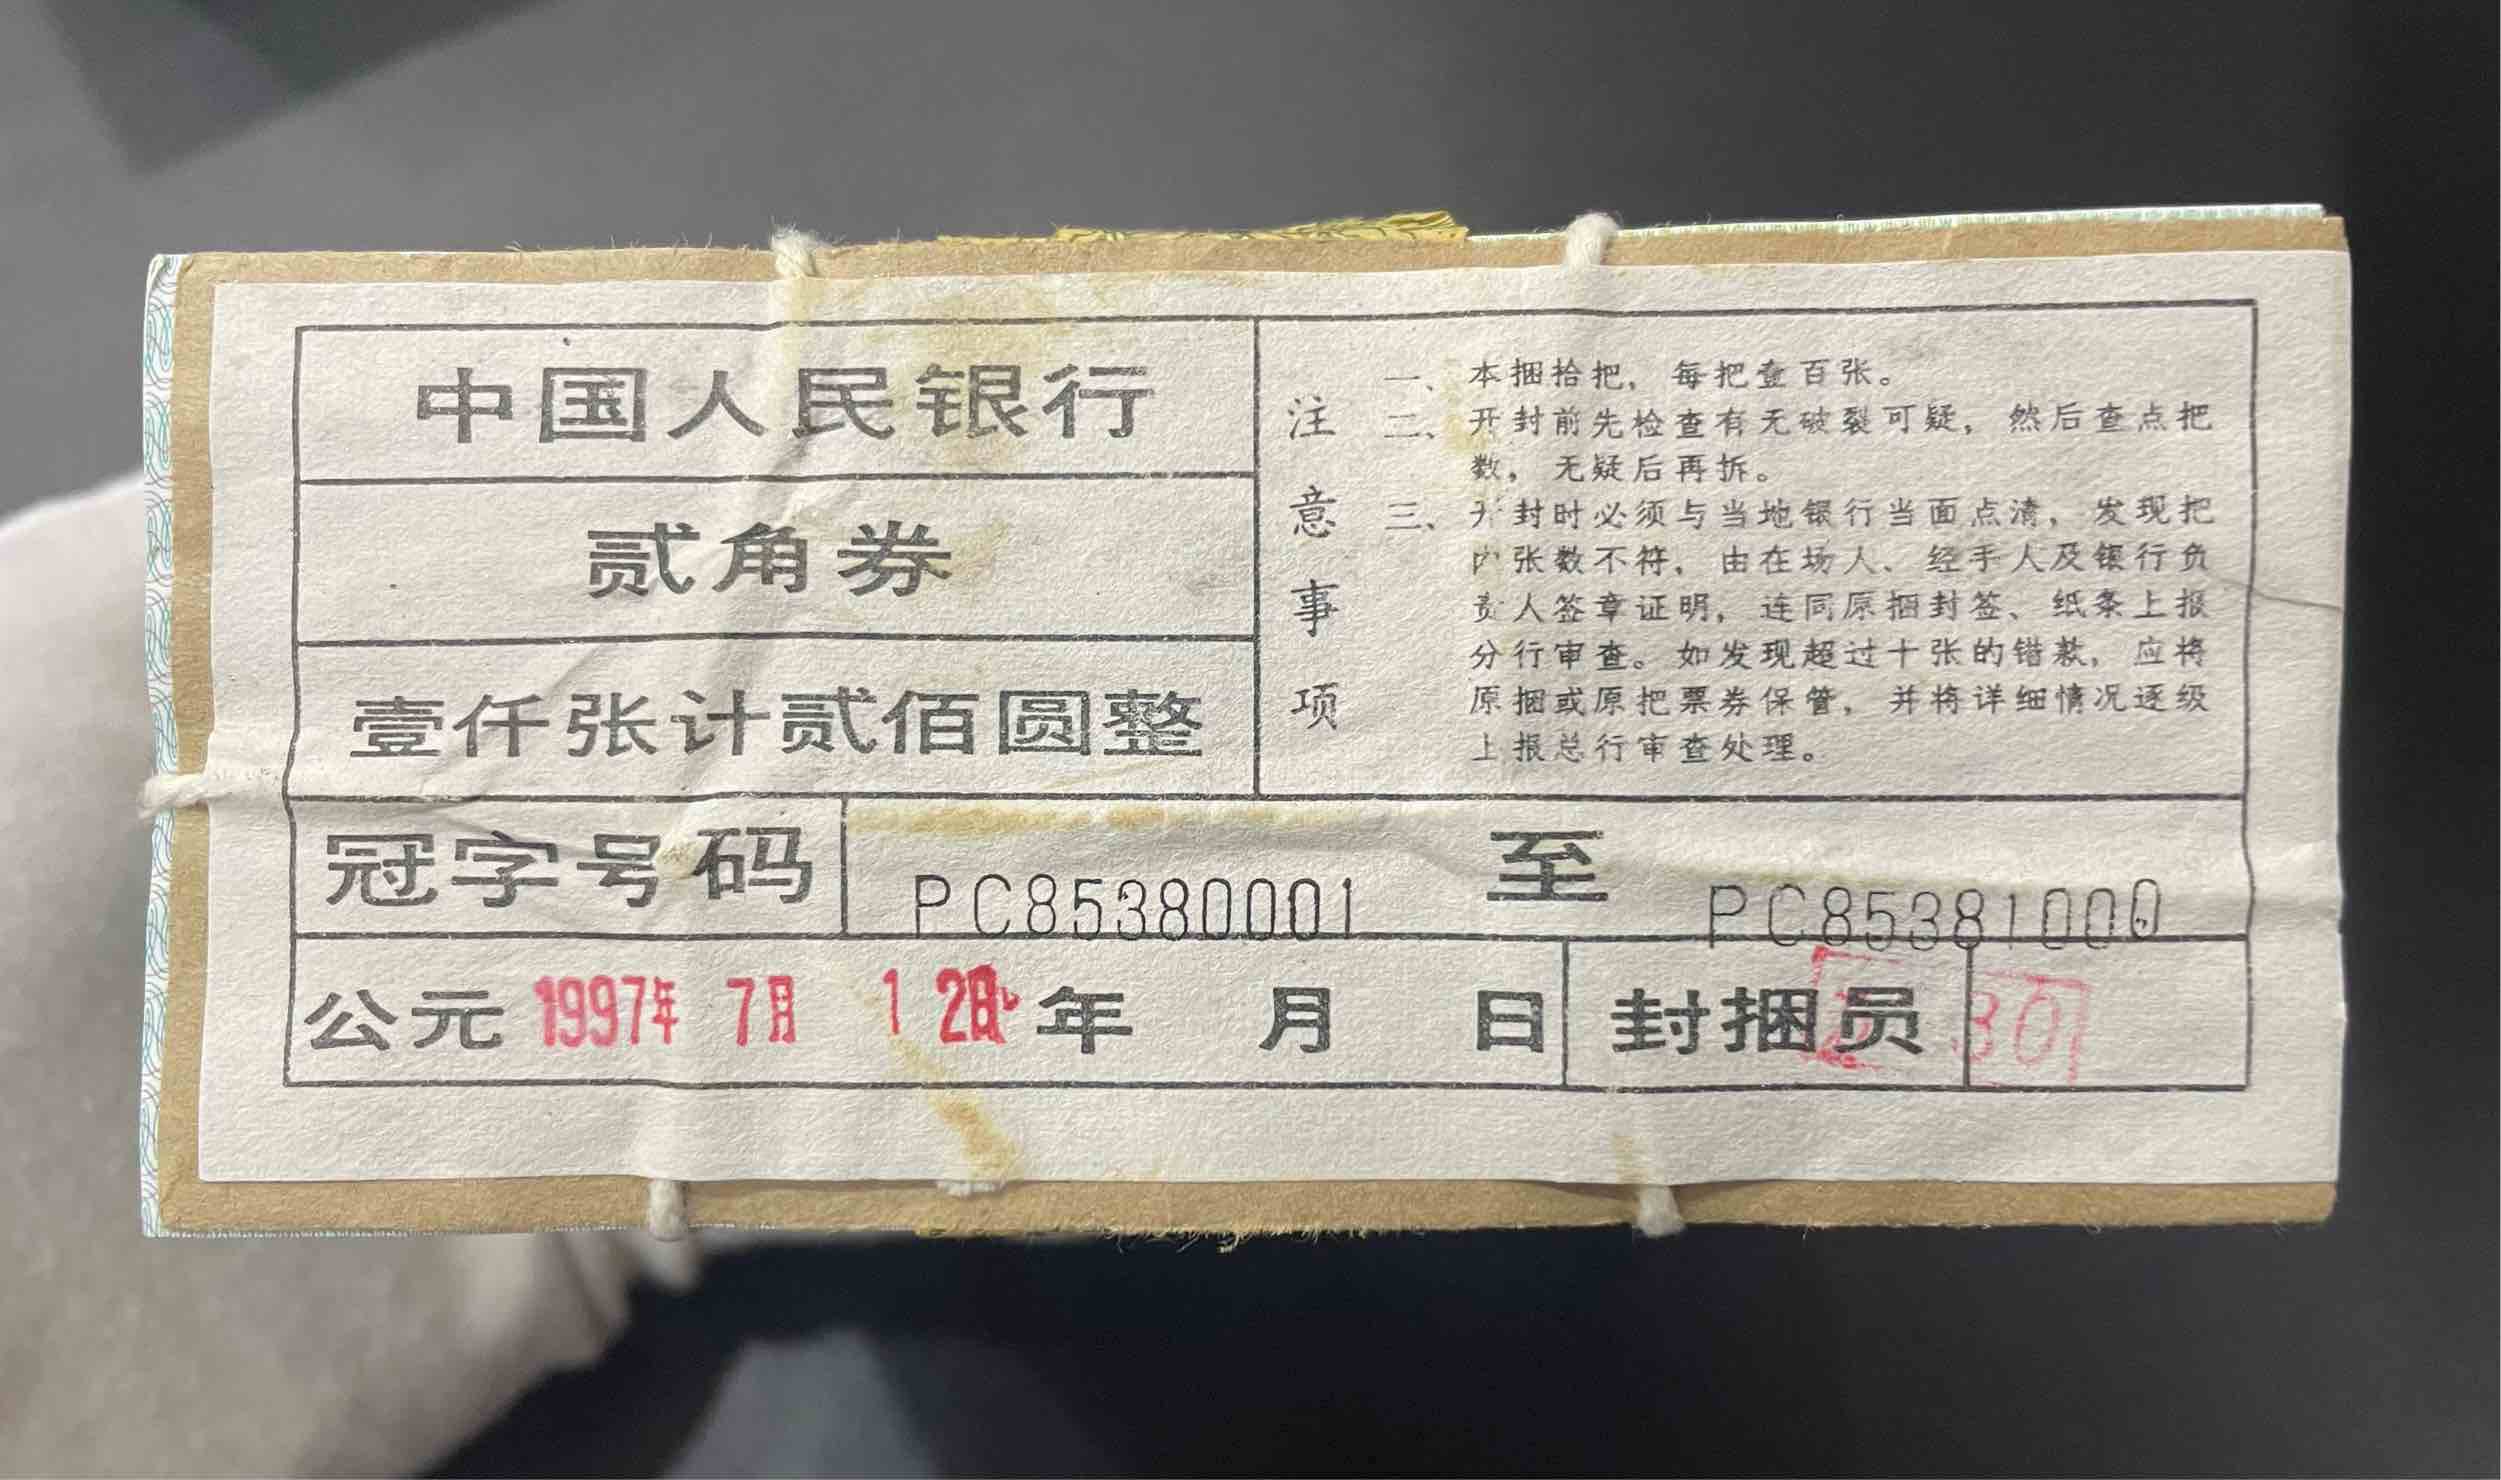 中国人民银行
贰角券
壹仟张计贰佰圆整
注意事项
一、本捆拾把，每把壹百张。
二、开封前先检查有无破裂可疑，然后查点把
数，无疑后再拆。
三、开封时必须与当地银行当面点清，发现把
内张数不符，由在场人、经手人及银行负
责人签章证明，连同原捆封签、纸条上报
分行审查。如发现超过十张的错款，应将
原捆或原把票券保管，并将详细情况逐级
上报总行审查处理。
冠字号码 PC85380001 至 PC85381000
公元 1997年 7月 12日 年 月 日 封捆员 30